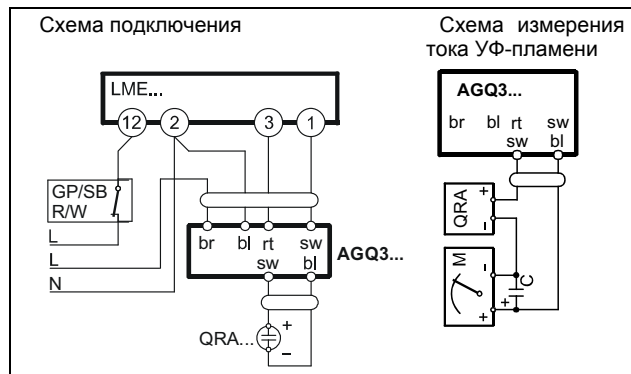 Схема подключения
LME...
12 2 3 1
GP/SB
R/W
L
L
N
br bl rt sw
sw bl
AGQ3...
QRA...
+
–
Схема измерения
тока УФ-пламени
AGQ3...
br bl rt sw
sw bl
QRA
+
-
M
-
+
C